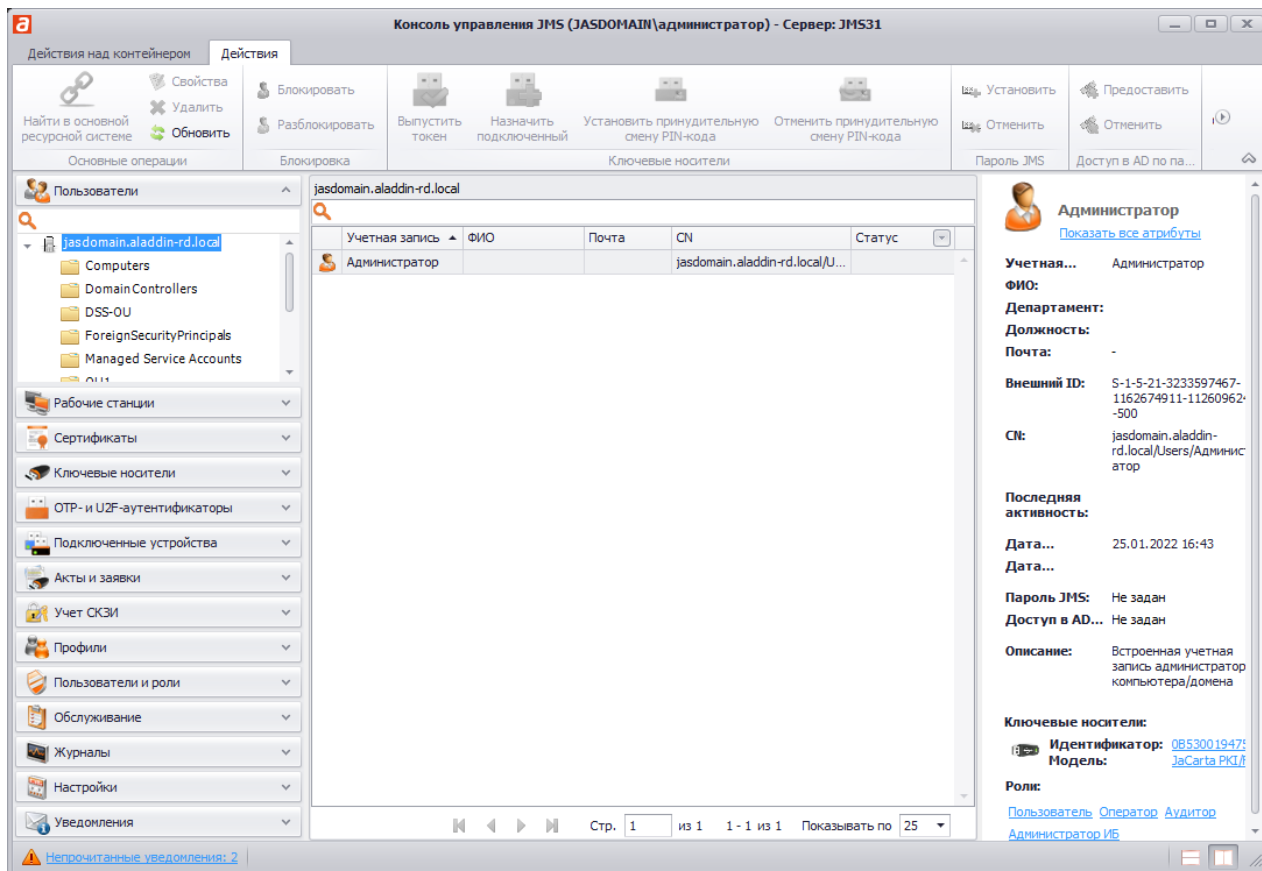 Консоль управления JMS (JASDOMAIN\администратор) - Сервер: JMS31
Действия над контейнером Действия
Найти в основной ресурсной системе
Свойства
Удалить
Обновить
Основные операции
Блокировать
Разблокировать
Блокировка
Выпустить токен
Назначить подключенный
Установить принудительную смену PIN-кода
Отменить принудительную смену PIN-кода
Ключевые носители
Установить
Отменить
Пароль JMS
Предоставить
Отменить
Доступ в AD по па...
Пользователи
jasdomain.aladdin-rd.local
Computers
Domain Controllers
DSS-OU
ForeignSecurityPrincipals
Managed Service Accounts
OU1
Рабочие станции
Сертификаты
Ключевые носители
OTP- и U2F-аутентификаторы
Подключенные устройства
Акты и заявки
Учет СКЗИ
Профили
Пользователи и роли
Обслуживание
Журналы
Настройки
Уведомления
jasdomain.aladdin-rd.local
Учетная запись ФИО Почта CN Статус
Администратор jasdomain.aladdin-rd.local/U...
Стр. 1 из 1 1 - 1 из 1 Показывать по 25
Администратор
Показать все атрибуты
Учетная... Администратор
ФИО:
Департамент:
Должность:
Почта: -
Внешний ID: S-1-5-21-3233597467-
1162674911-11260962
-500
CN: jasdomain.aladdin-
rd.local/Users/Админис
атор
Последняя
активность:
Дата... 25.01.2022 16:43
Дата...
Пароль JMS: Не задан
Доступ в AD... Не задан
Описание: Встроенная учетная
запись администратор
компьютера/домена
Ключевые носители:
Идентификатор: 0B53001947
Модель: JaCarta PKI/
Роли:
Пользователь Оператор Аудитор
Администратор ИБ
Непрочитанные уведомления: 2